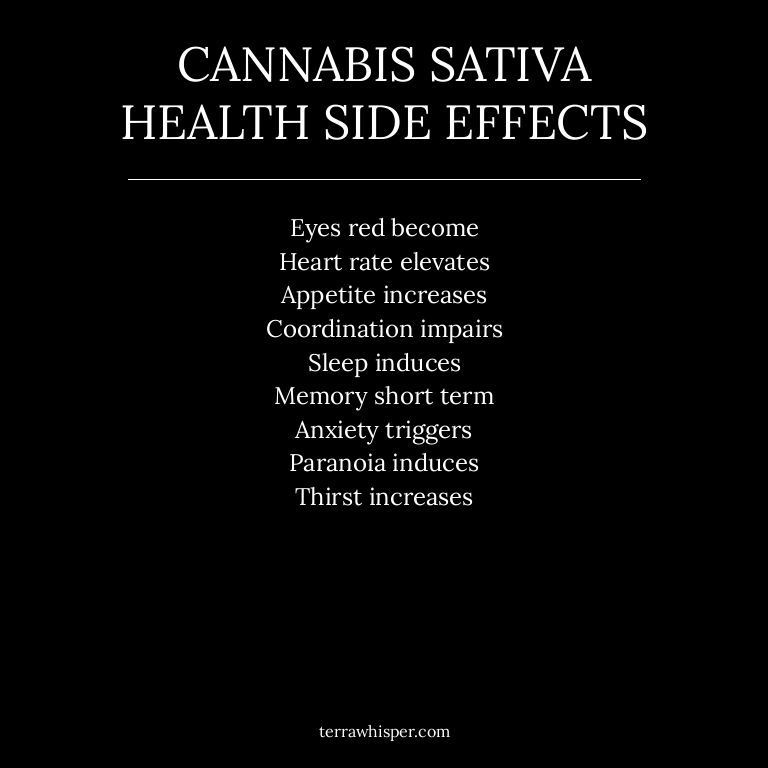 CANNABIS SATIVA
HEALTH SIDE EFFECTS
Eyes red become
Heart rate elevates
Appetite increases
Coordination impairs
Sleep induces
Memory short term
Anxiety triggers
Paranoia induces
Thirst increases
terrawhisper.com